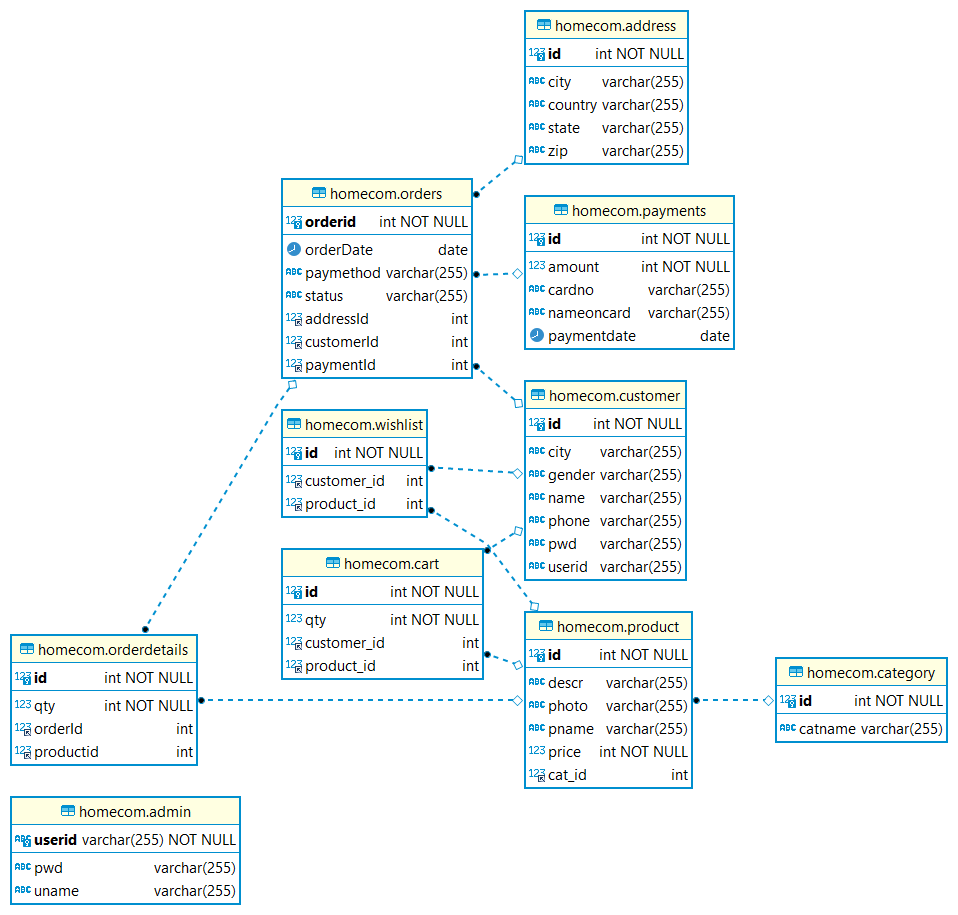 homecom.address
id int NOT NULL
city varchar(255)
country varchar(255)
state varchar(255)
zip varchar(255)
homecom.orders
orderid int NOT NULL
orderDate date
paymethod varchar(255)
status varchar(255)
addressId int
customerId int
paymentId int
homecom.payments
id int NOT NULL
amount int NOT NULL
cardno varchar(255)
nameoncard varchar(255)
paymentdate date
homecom.customer
id int NOT NULL
city varchar(255)
gender varchar(255)
name varchar(255)
phone varchar(255)
pwd varchar(255)
userid varchar(255)
homecom.wishlist
id int NOT NULL
customer_id int
product_id int
homecom.cart
id int NOT NULL
qty int NOT NULL
customer_id int
product_id int
homecom.product
id int NOT NULL
descr varchar(255)
photo varchar(255)
pname varchar(255)
price int NOT NULL
cat_id int
homecom.category
id int NOT NULL
catname varchar(255)
homecom.orderdetails
id int NOT NULL
qty int NOT NULL
orderId int
productid int
homecom.admin
userid varchar(255) NOT NULL
pwd varchar(255)
uname varchar(255)